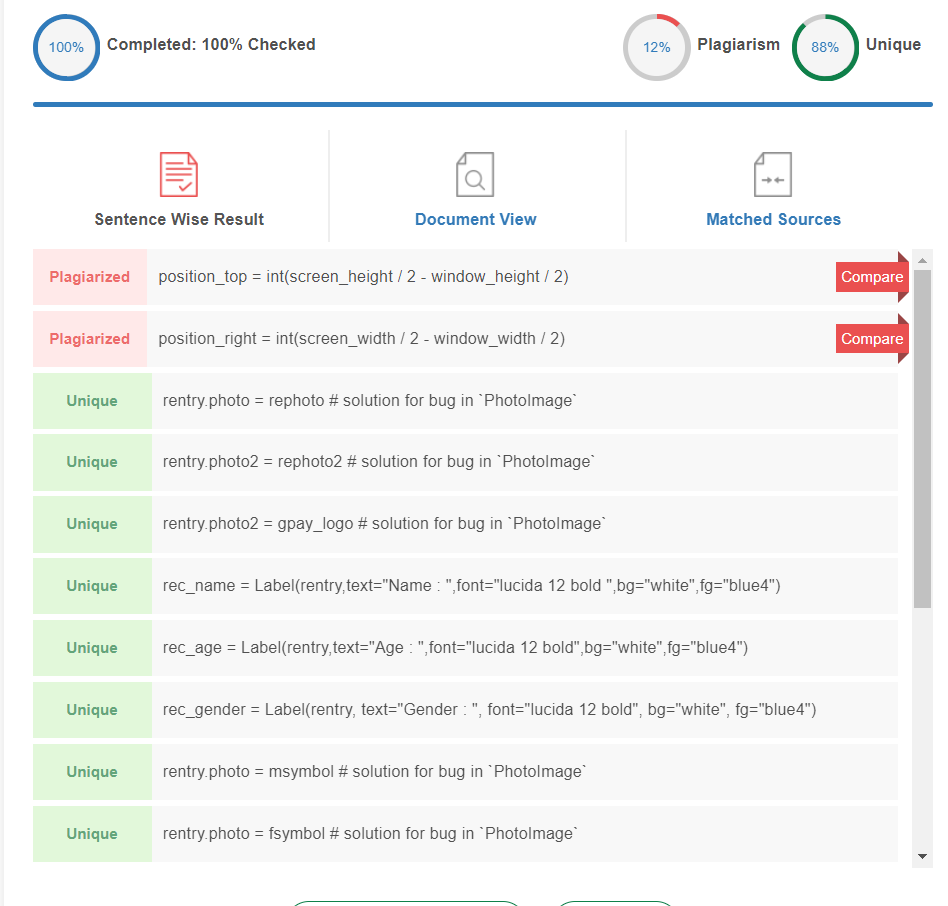 100% Completed: 100% Checked 12% Plagiarism 88% Unique
Sentence Wise Result Document View Matched Sources
Plagiarized position_top = int(screen_height / 2 - window_height / 2) Compare
Plagiarized position_right = int(screen_width / 2 - window_width / 2) Compare
Unique rentry.photo = rephoto # solution for bug in `PhotoImage`
Unique rentry.photo2 = rephoto2 # solution for bug in `PhotoImage`
Unique rentry.photo2 = gpay_logo # solution for bug in `PhotoImage`
Unique rec_name = Label(rentry,text="Name : ",font="lucida 12 bold ",bg="white",fg="blue4")
Unique rec_age = Label(rentry,text="Age : ",font="lucida 12 bold",bg="white",fg="blue4")
Unique rec_gender = Label(rentry, text="Gender : ", font="lucida 12 bold", bg="white", fg="blue4")
Unique rentry.photo = msymbol # solution for bug in `PhotoImage`
Unique rentry.photo = fsymbol # solution for bug in `PhotoImage`